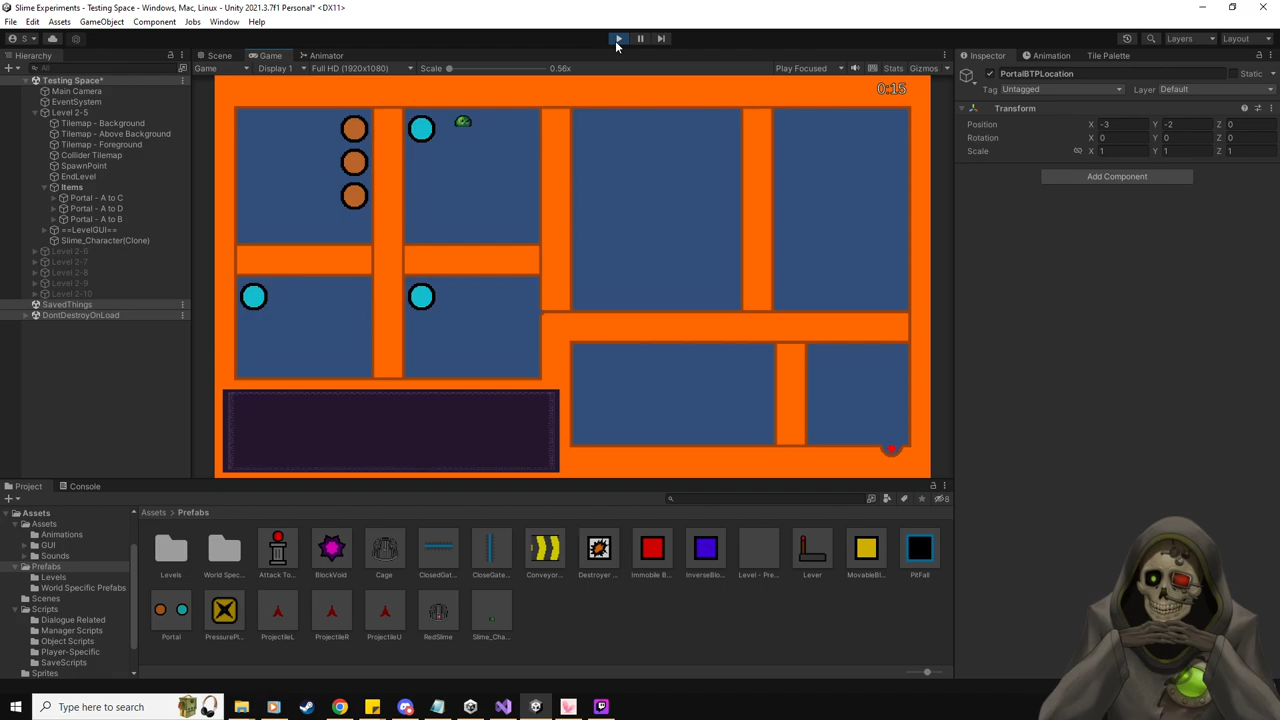 Slime Experiments - Testing Space - Windows, Mac, Linux - Unity 2021.3.7f1 Personal* <DX11>
File Edit Assets GameObject Component Jobs Window Help
S Layers Layout
Hierarchy Scene Game Animator Inspector Animation Tile Palette
All Game Display 1 Full HD (1920x1080) Scale 0.56x Play Focused Stats Gizmos
PortalBTPLocation Static
Tag Untagged Layer Default
Transform
Position X -3 Y -2 Z 0
Rotation X 0 Y 0 Z 0
Scale X 1 Y 1 Z 1
Add Component
Testing Space*
Main Camera
EventSystem
Level 2-5
Tilemap - Background
Tilemap - Above Background
Tilemap - Foreground
Collider Tilemap
SpawnPoint
EndLevel
Items
Portal - A to C
Portal - A to D
Portal - A to B
==LevelGUI==
Slime_Character(Clone)
Level 2-6
Level 2-7
Level 2-8
Level 2-9
Level 2-10
SavedThings
DontDestroyOnLoad
0:15
Project Console
8
Assets
Assets
Animations
GUI
Sounds
Prefabs
Levels
World Specific Prefabs
Scenes
Scripts
Dialogue Related
Manager Scripts
Object Scripts
Player-Specific
SaveScripts
Sprites
Assets > Prefabs
Levels World Spec... Attack To... BlockVoid Cage ClosedGat... CloseGate... Conveyor... Destroyer ... Immobile B... InverseBlo... Level - Pre... Lever MovableBl... PitFall
Portal PressurePl... ProjectileL ProjectileR ProjectileU RedSlime Slime_Cha...
Type here to search